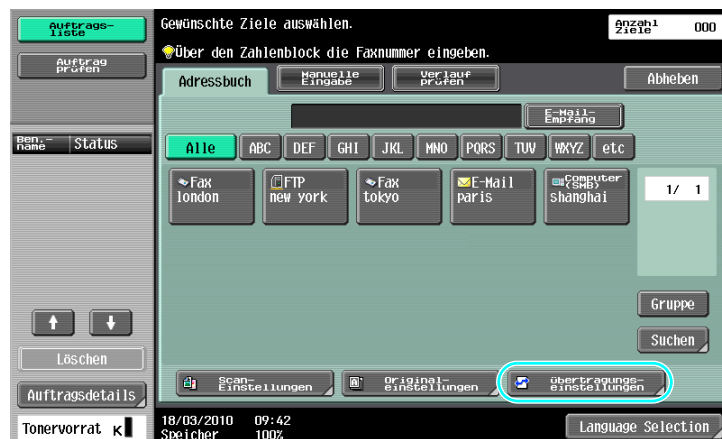 Auftrags-
liste
Auftrag
prüfen
Ben.-
name
Status
Löschen
Auftragsdetails
Tonervorrat K
Gewünschte Ziele auswählen.
Anzahl
Ziele
000
Über den Zahlenblock die Faxnummer eingeben.
Adressbuch
Manuelle
Eingabe
Verlauf
prüfen
Abheben
E-Mail-
Empfang
Alle ABC DEF GHI JKL MNO PQRS TUV WXYZ etc
Fax
london
FTP
new york
Fax
tokyo
E-Mail
paris
Computer
(SMB)
shanghai
1/ 1
Gruppe
Suchen
Scan-
Einstellungen
Original-
einstellungen
übertragungs-
einstellungen
18/03/2010 09:42
Speicher 100%
Language Selection